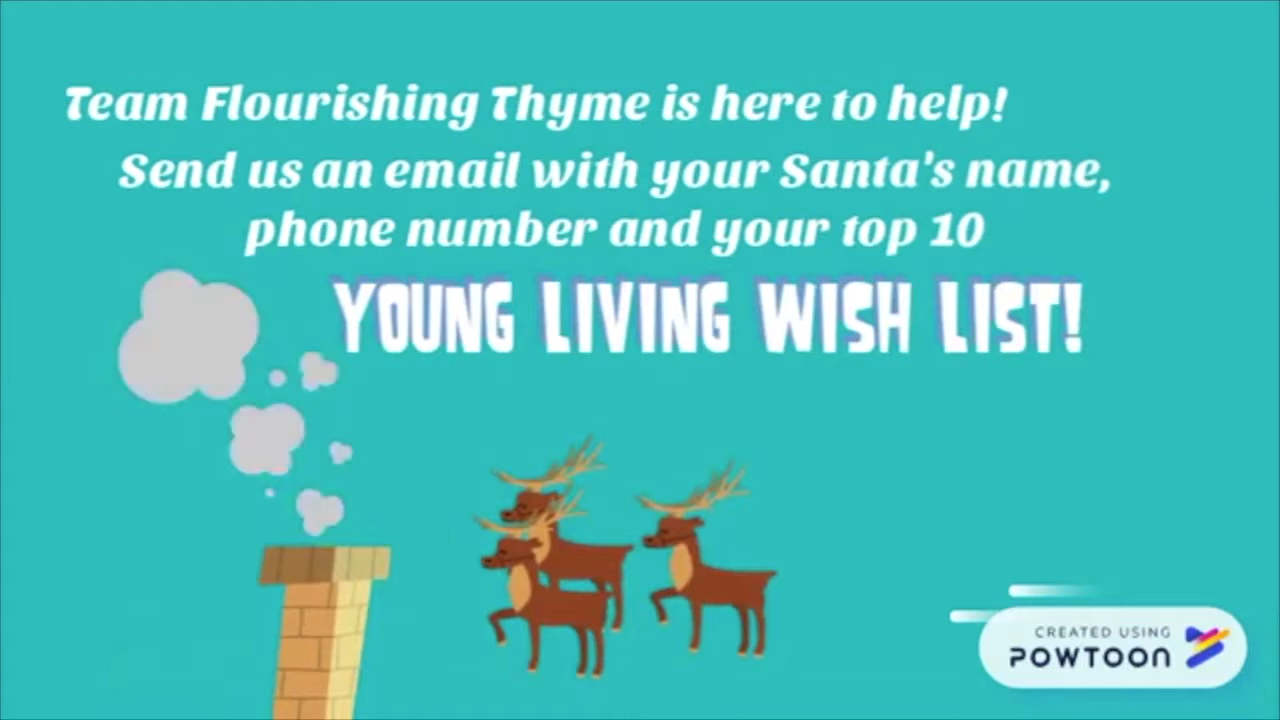 Team Flourishing Thyme is here to help!
Send us an email with your Santa's name,
phone number and your top 10
YOUNG LIVING WISH LIST!
CREATED USING
POWTOON